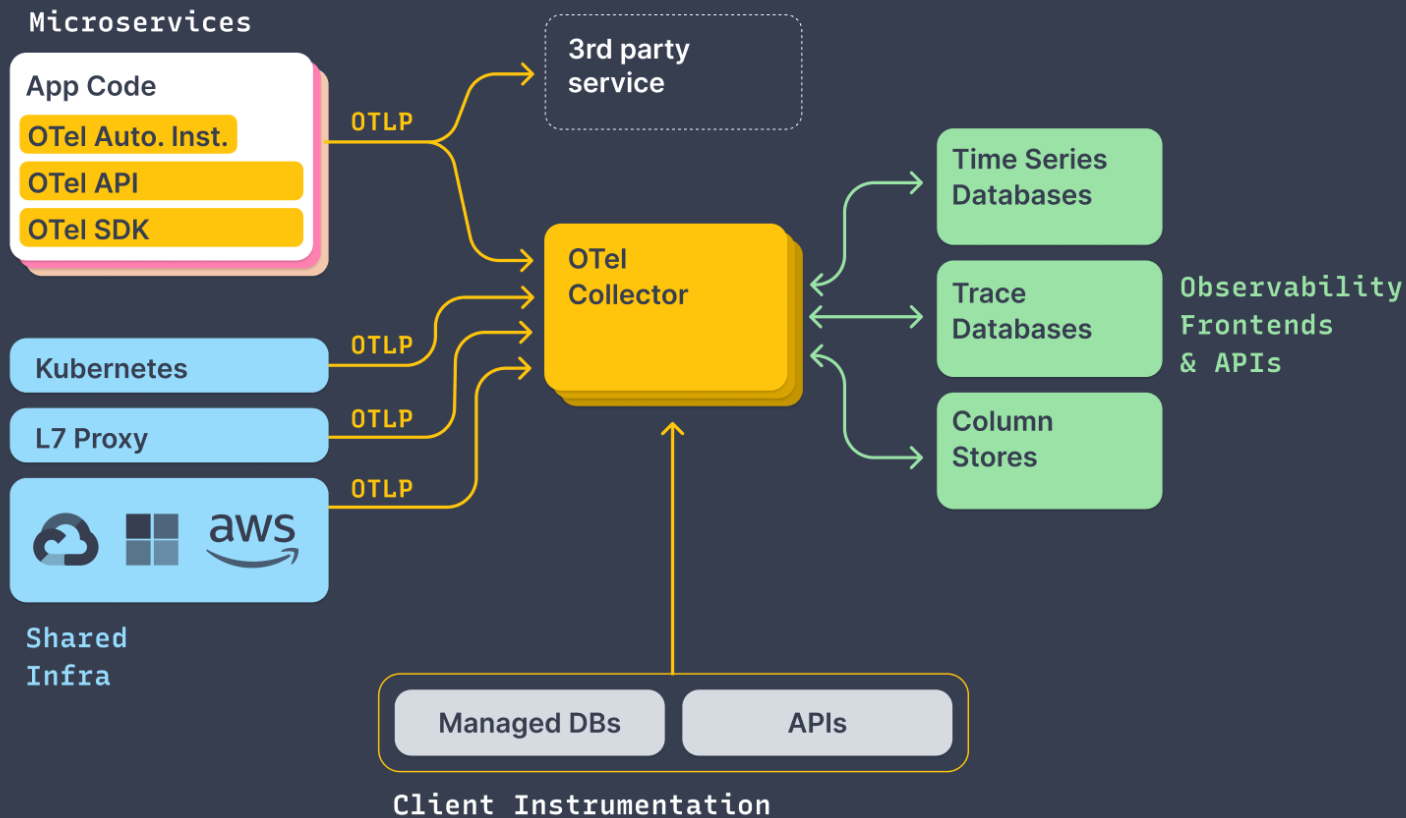 Microservices
App Code
OTel Auto. Inst.
OTel API
OTel SDK
OTLP
3rd party
service
OTel
Collector
Time Series
Databases
Trace
Databases
Column
Stores
Observability
Frontends
& APIs
Kubernetes
OTLP
L7 Proxy
OTLP
OTLP
aws
Shared
Infra
Managed DBs
APIs
Client Instrumentation